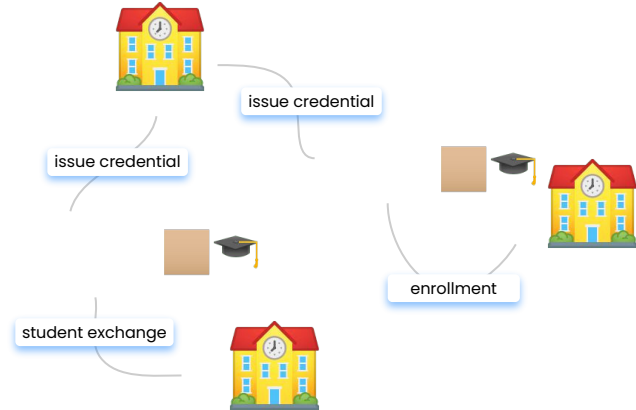 issue credential
issue credential
enrollment
student exchange